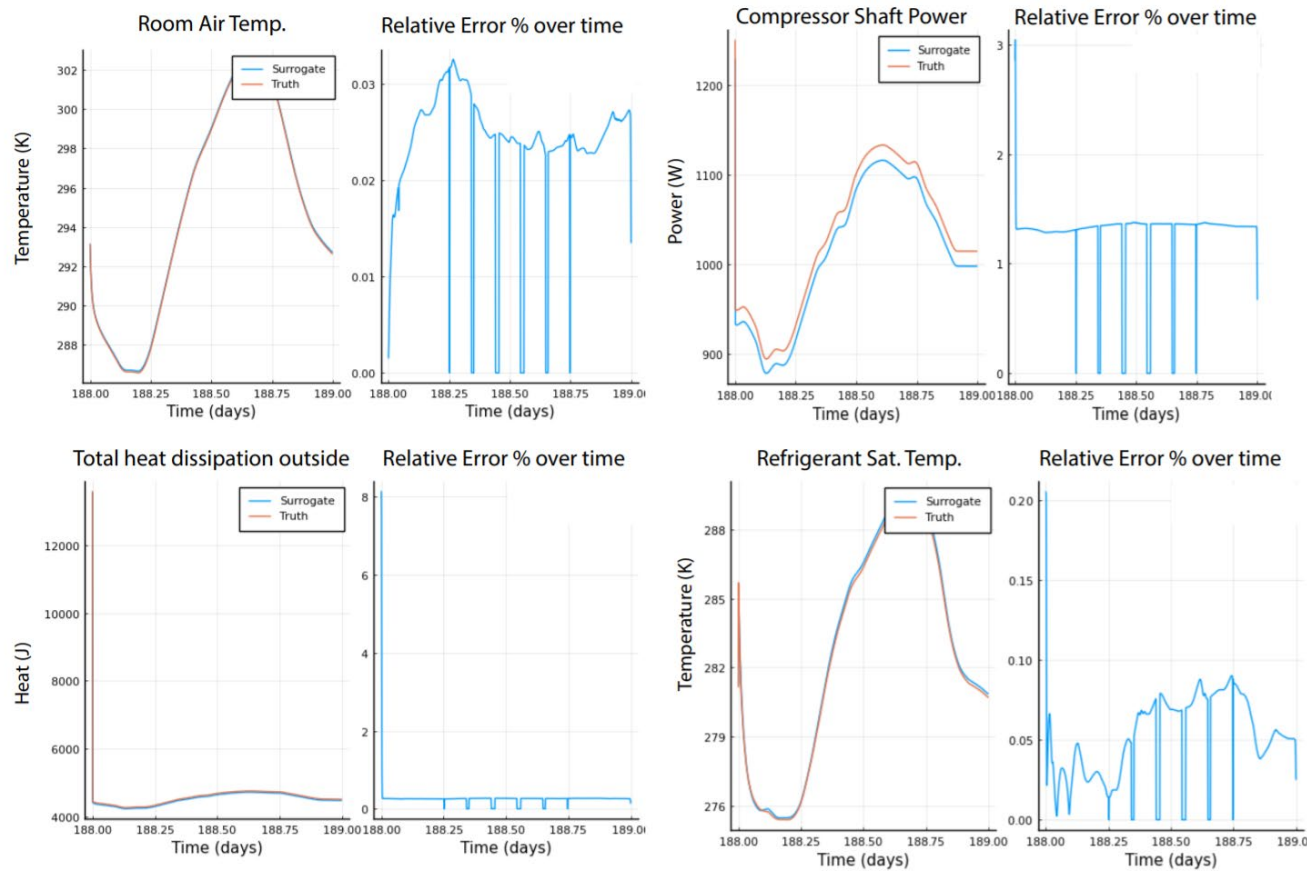 Room Air Temp.
Relative Error % over time
Compressor Shaft Power
Relative Error % over time
Surrogate
Truth
302
300
298
296
294
292
290
288
Temperature (K)
188.00 188.25 188.50 188.75 189.00
Time (days)
0.03
0.02
0.01
0.00
188.00 188.25 188.50 188.75 189.0
Time (days)
Surrogate
Truth
1200
1100
1000
900
Power (W)
188.00 188.25 188.50 188.75 189.00
Time (days)
3
2
1
0
188.00 188.25 188.50 188.75 189.0
Time (days)
Total heat dissipation outside
Relative Error % over time
Refrigerant Sat. Temp.
Relative Error % over time
Surrogate
Truth
12000
10000
8000
6000
4000
Heat (J)
188.00 188.25 188.50 188.75 189.00
Time (days)
8
6
4
2
0
188.00 188.25 188.50 188.75 189.0
Time (days)
Surrogate
Truth
288
285
282
279
276
Temperature (K)
188.00 188.25 188.50 188.75 189.00
Time (days)
0.20
0.15
0.10
0.05
0.00
188.00 188.25 188.50 188.75 189.0
Time (days)